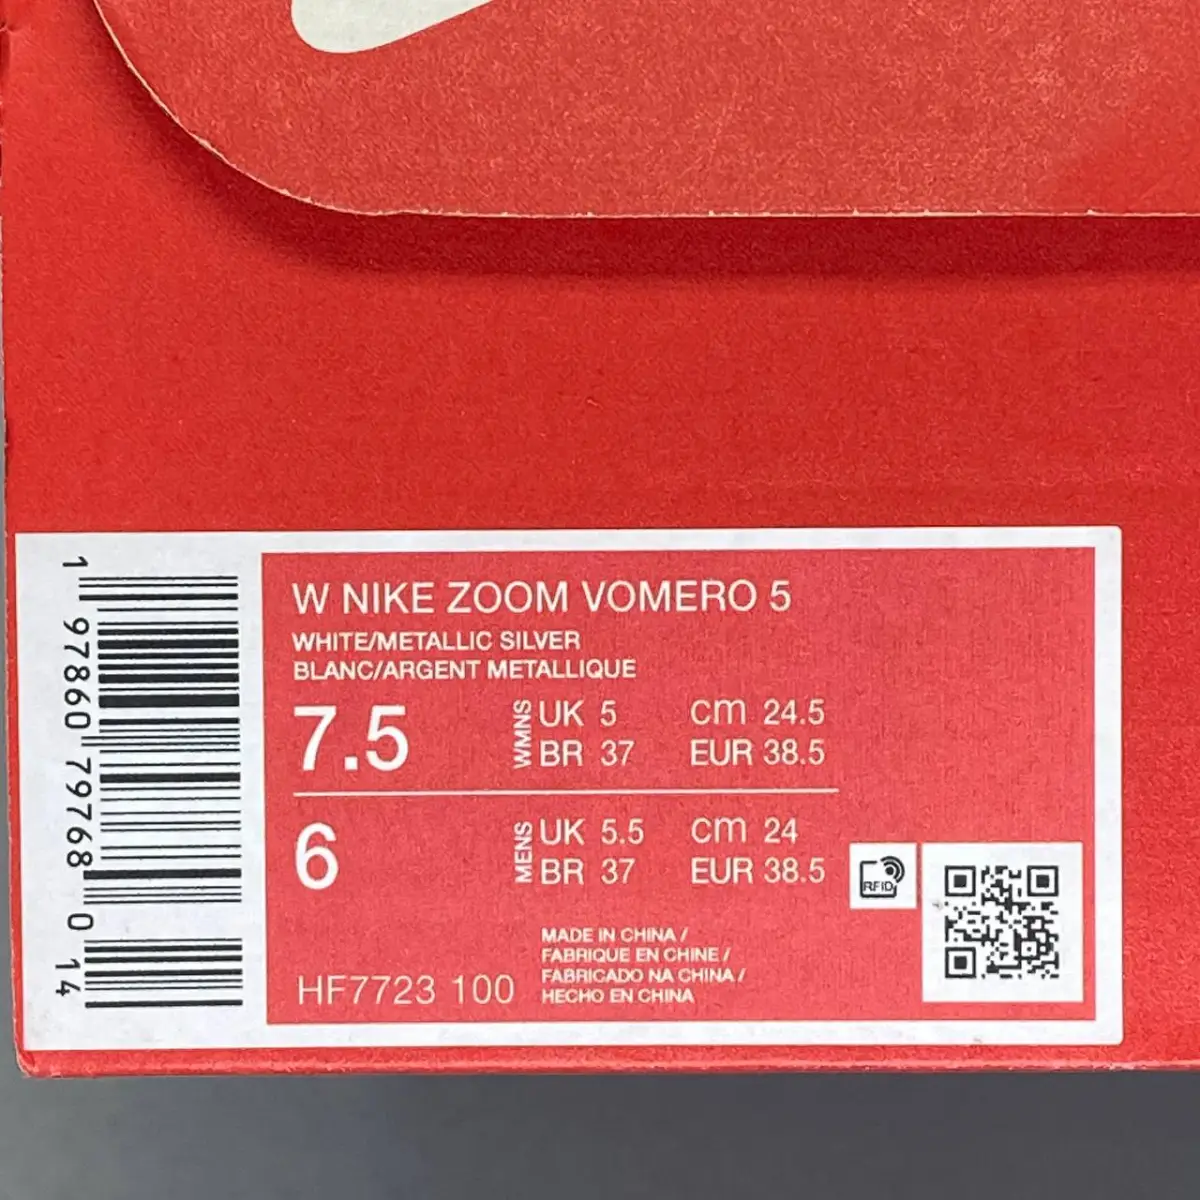 W NIKE ZOOM VOMERO 5
WHITE/METALLIC SILVER
BLANC/ARGENT METALLIQUE
7.5 WMNS UK 5 cm 24.5
BR 37 EUR 38.5
6 MENS UK 5.5 cm 24
BR 37 EUR 38.5
RFID
MADE IN CHINA /
FABRIQUE EN CHINE /
FABRICADO NA CHINA /
HECHO EN CHINA
HF7723 100
1 97860 79768 0 14